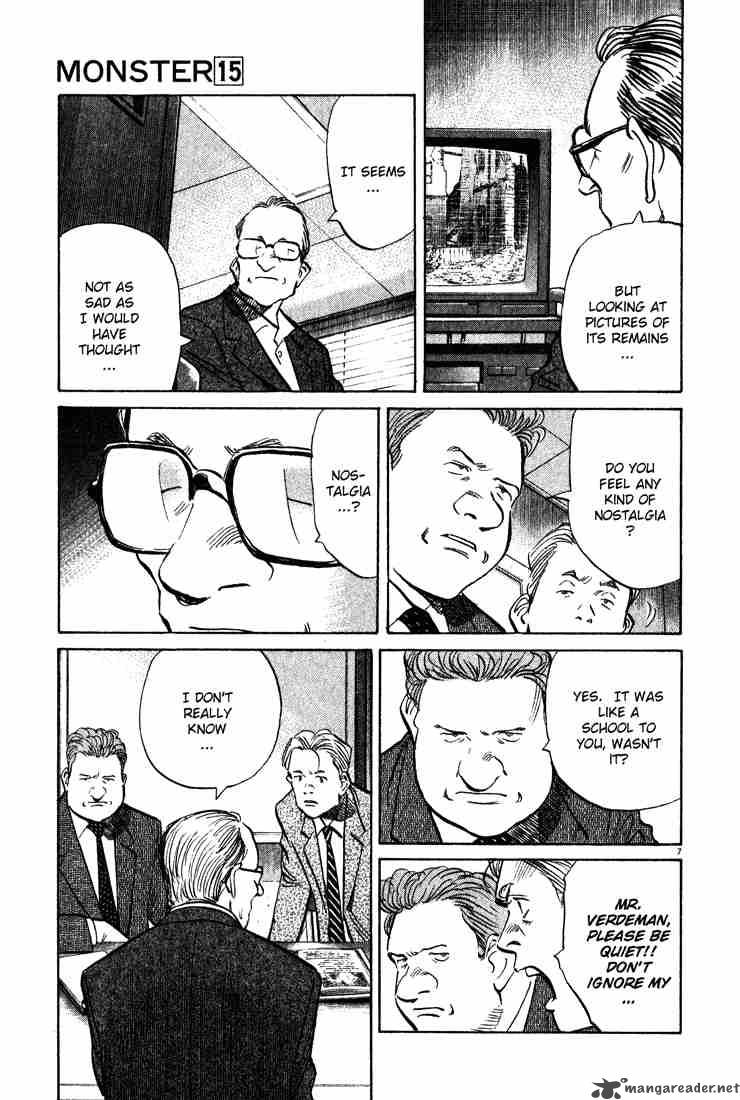 MONSTER 15
BUT
LOOKING AT
PICTURES OF
ITS REMAINS
...
IT SEEMS
...
NOT AS
SAD AS
I WOULD
HAVE
THOUGHT
...
DO YOU
FEEL ANY
KIND OF
NOSTALGIA
?
NOS-
TALGIA
...?
YES. IT WAS
LIKE A
SCHOOL TO
YOU, WASN'T
IT?
7
I DON'T
REALLY
KNOW
...
MR.
VERDEMAN,
PLEASE BE
QUIET!!
DON'T
IGNORE MY
...
mangareader.net